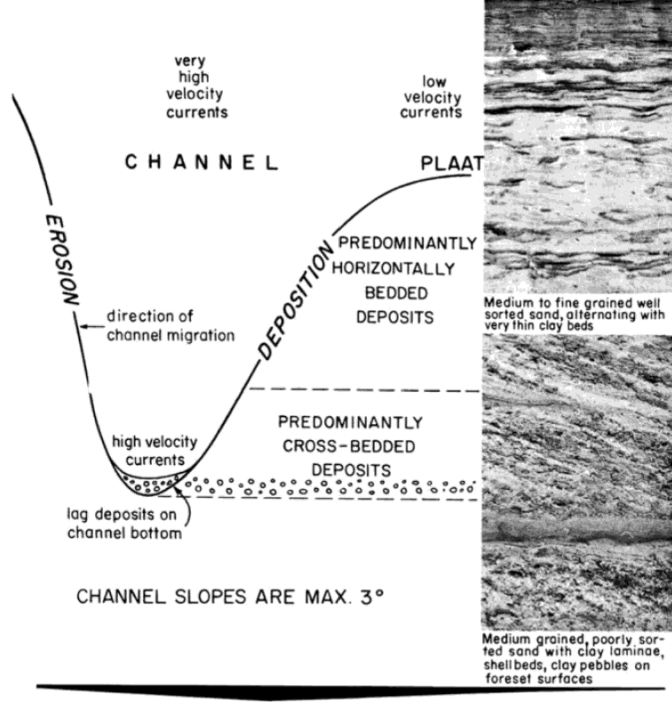 very
high
velocity
currents
low
velocity
currents
CHANNEL
PLAAT
EROSION
DEPOSITION
PREDOMINANTLY
HORIZONTALLY
BEDDED
DEPOSITS
direction of
channel migration
Medium to fine grained well
sorted sand, alternating with
very thin clay beds
PREDOMINANTLY
CROSS-BEDDED
DEPOSITS
high velocity
currents
lag deposits on
channel bottom
CHANNEL SLOPES ARE MAX. 3°
Medium grained, poorly sor-
ted sand with clay laminae,
shell beds, clay pebbles on
foreset surfaces